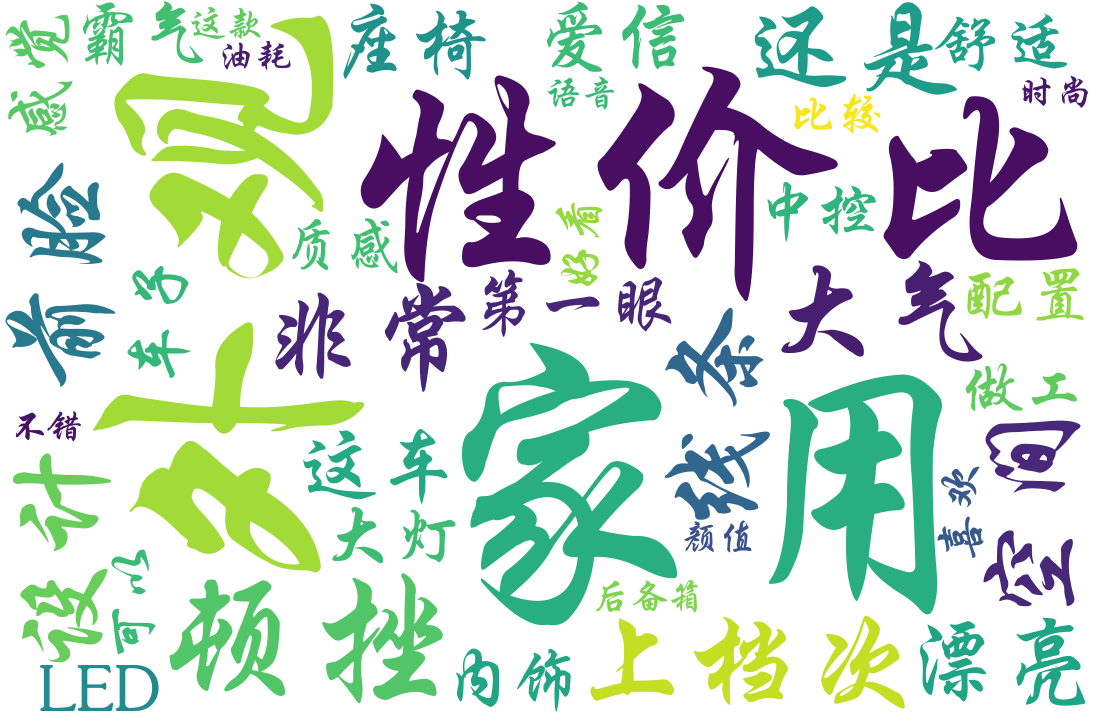 感觉
霸气
这款
油耗
座椅
爱信
语音
还是
舒适
时尚
比较
外观
性价比
前脸
质感
好看
中控
车子
非常
第一眼
大气
配置
线条
做工
不错
家用
空间
这车
大灯
颜值
喜欢
设计
可以
顿挫
后备箱
LED
内饰
上档次
漂亮